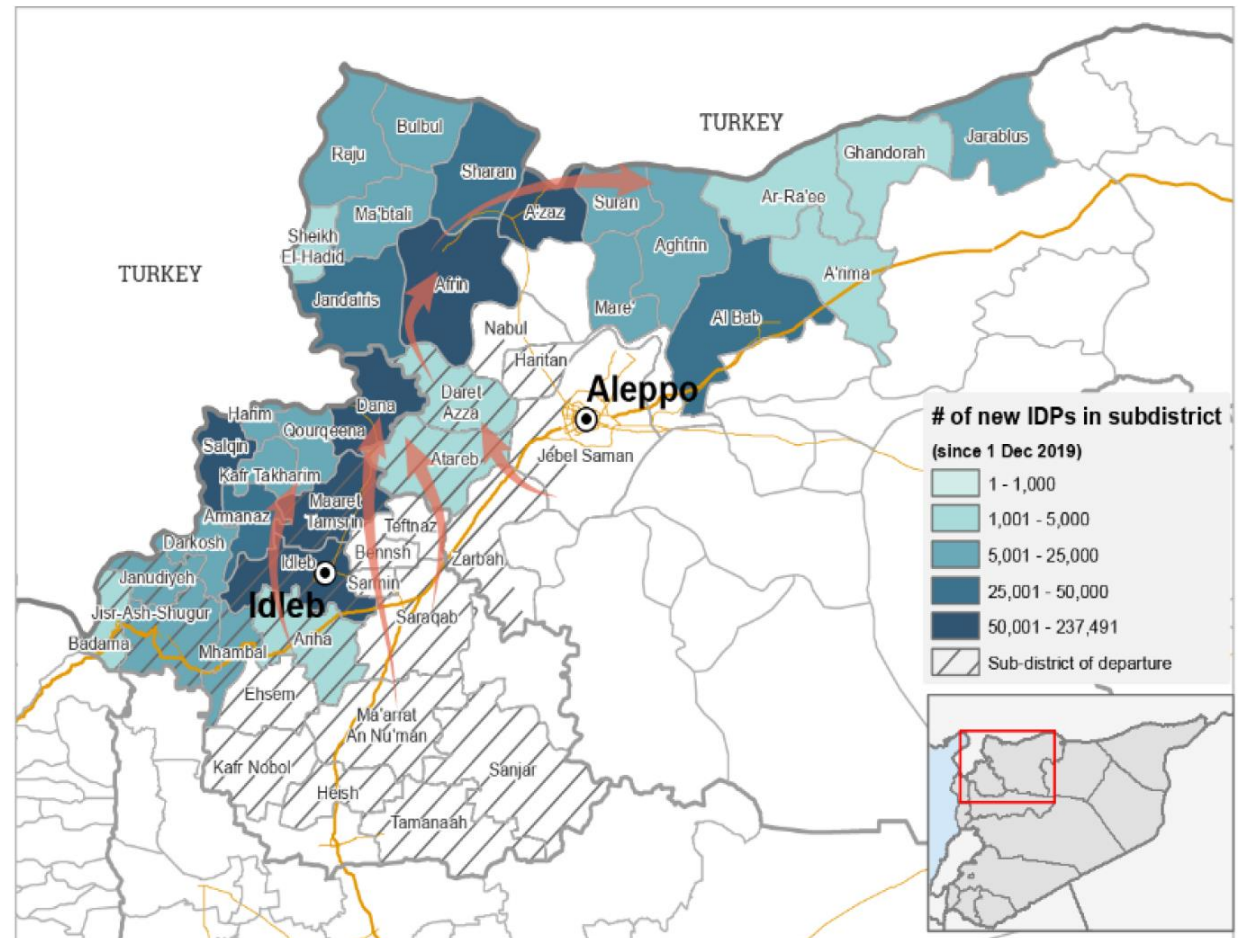 TURKEY
Bulbul
Jarablus
Ghandorah
Raju
Sharan
Ar-Ra'ee
A'zaz
Suran
Ma'btali
Sheikh
El-Hadid
Aghtrin
TURKEY
A'rima
Jandairis
Afrin
Mare'
Al Bab
Nabul
Haritan
Aleppo
Daret
Azza
Dana
Harim
Qourqeena
Salqin
Jebel Saman
Atareb
Kafr Takharim
Maaret
Tamsrin
Armanaz
Teftnaz
Darkosh
Bennsh
Idleb
Zarbah
Janudiyeh
Sarmin
Idleb
Jisr-Ash-Shugur
Saraqab
Badama
Mhambal
Ariha
Ehsem
Ma'arrat
An Nu'man
Kafr Nobol
Sanjar
Heish
Tamanaah
# of new IDPs in subdistrict
(since 1 Dec 2019)
1 - 1,000
1,001 - 5,000
5,001 - 25,000
25,001 - 50,000
50,001 - 237,491
Sub-district of departure